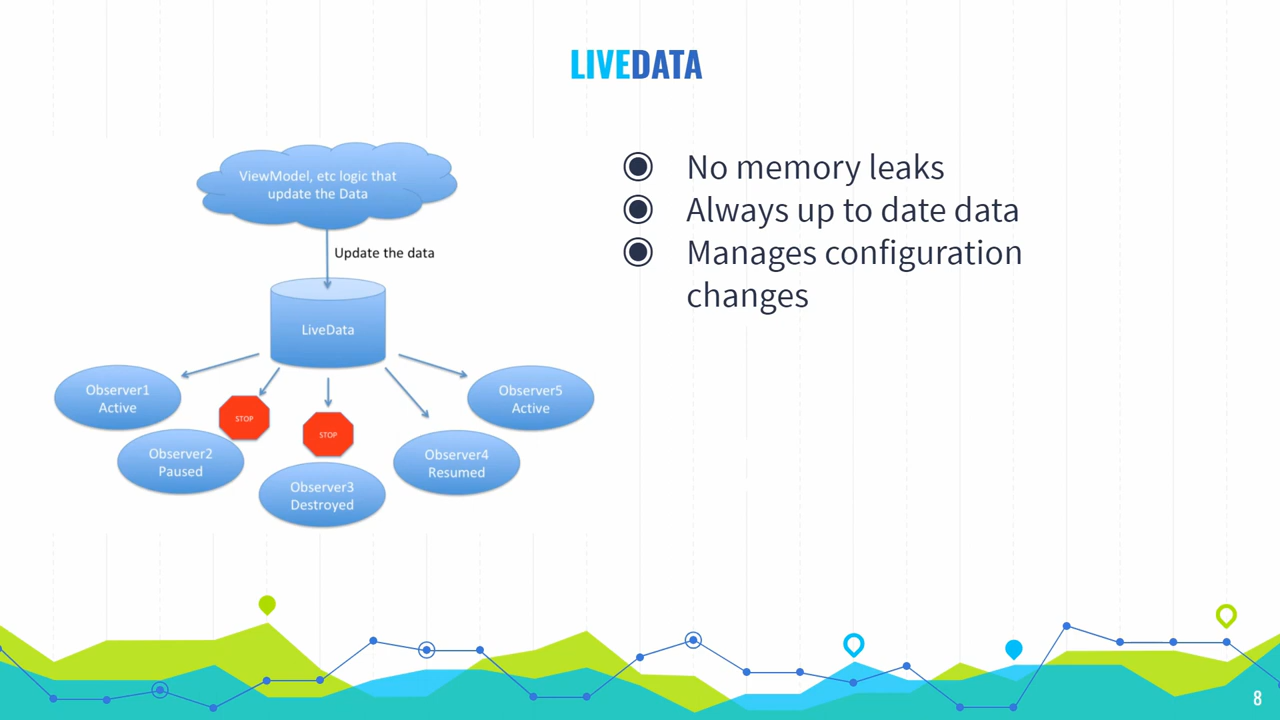 LIVEDATA
ViewModel, etc logic that
update the Data
Update the data
LiveData
Observer1
Active
STOP
Observer2
Paused
STOP
Observer3
Destroyed
Observer4
Resumed
Observer5
Active
No memory leaks
Always up to date data
Manages configuration
changes
8